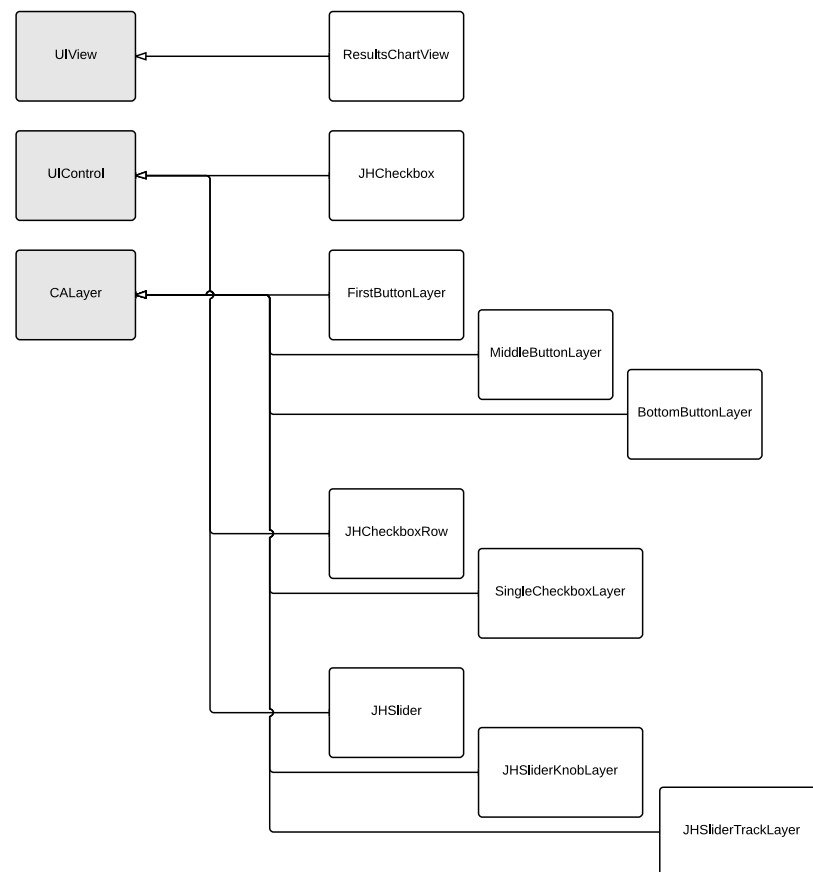 UIView
ResultsChartView
UIControl
JHCheckbox
CALayer
FirstButtonLayer
MiddleButtonLayer
BottomButtonLayer
JHCheckboxRow
SingleCheckboxLayer
JHSlider
JHSliderKnobLayer
JHSliderTrackLayer